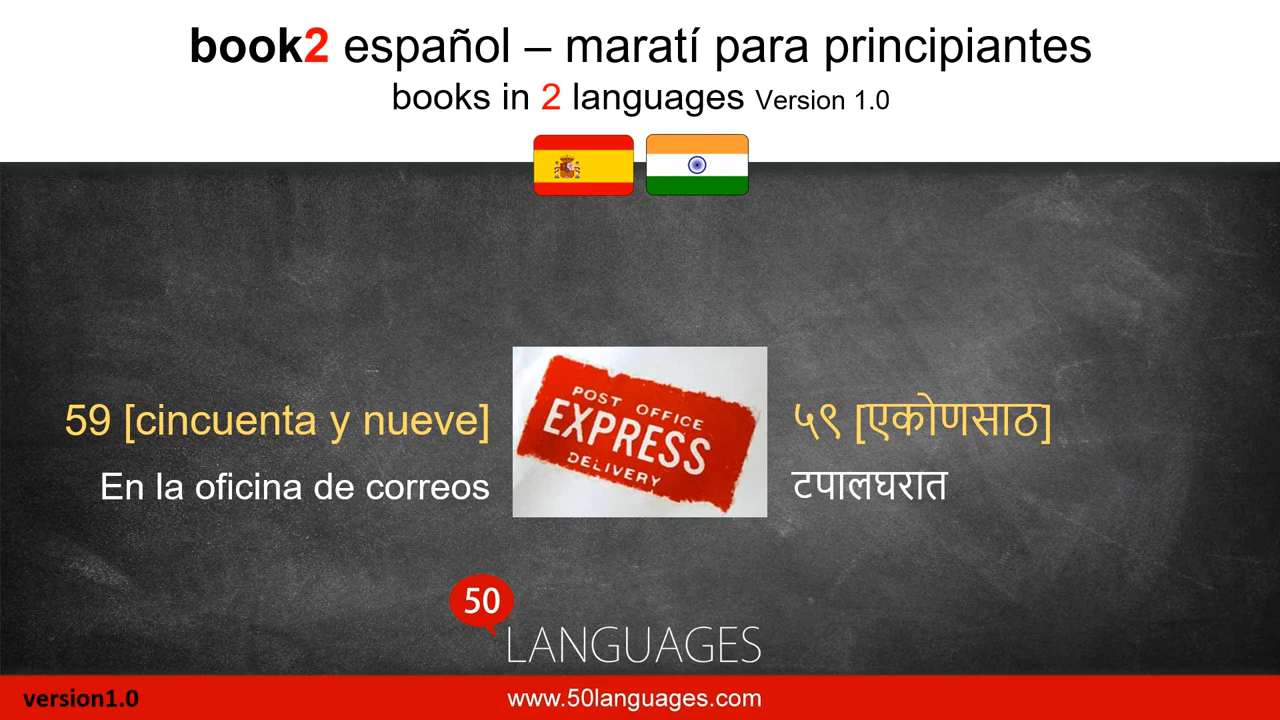 book2 español – maratí para principiantes
books in 2 languages Version 1.0
59 [cincuenta y nueve]
En la oficina de correos
POST OFFICE
EXPRESS
DELIVERY
५९ [एकोणसाठ]
टपालघरात
50
LANGUAGES
version1.0
www.50languages.com